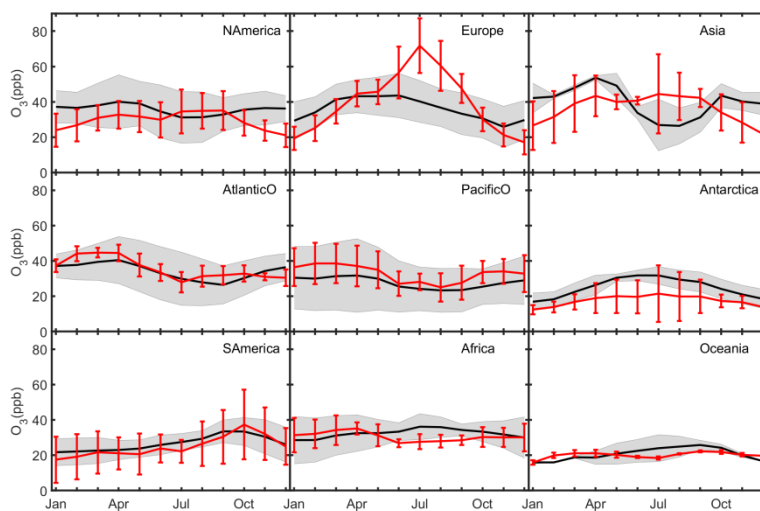 NAmerica Europe Asia
80
60
40
20
0
O3(ppb)
AtlanticO PacificO Antarctica
80
60
40
20
0
O3(ppb)
SAmerica Africa Oceania
80
60
40
20
0
O3(ppb)
Jan Apr Jul Oct Jan Apr Jul Oct Jan Apr Jul Oct